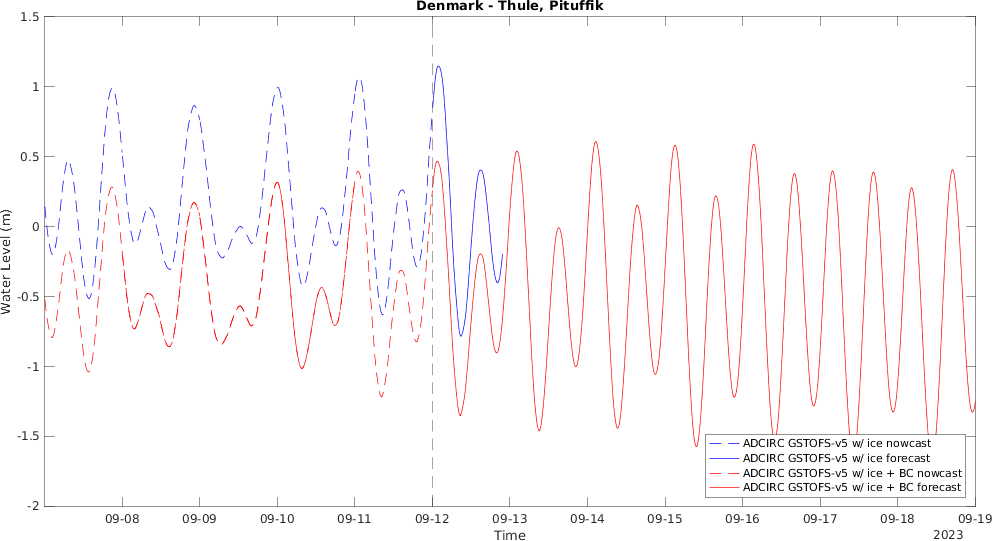 Denmark - Thule, Pituffik
Water Level (m)
1.5
1
0.5
0
-0.5
-1
-1.5
-2
ADCIRC GSTOFS-v5 w/ ice nowcast
ADCIRC GSTOFS-v5 w/ ice forecast
ADCIRC GSTOFS-v5 w/ ice + BC nowcast
ADCIRC GSTOFS-v5 w/ ice + BC forecast
09-08 09-09 09-10 09-11 09-12 09-13 09-14 09-15 09-16 09-17 09-18 09-19
Time
2023